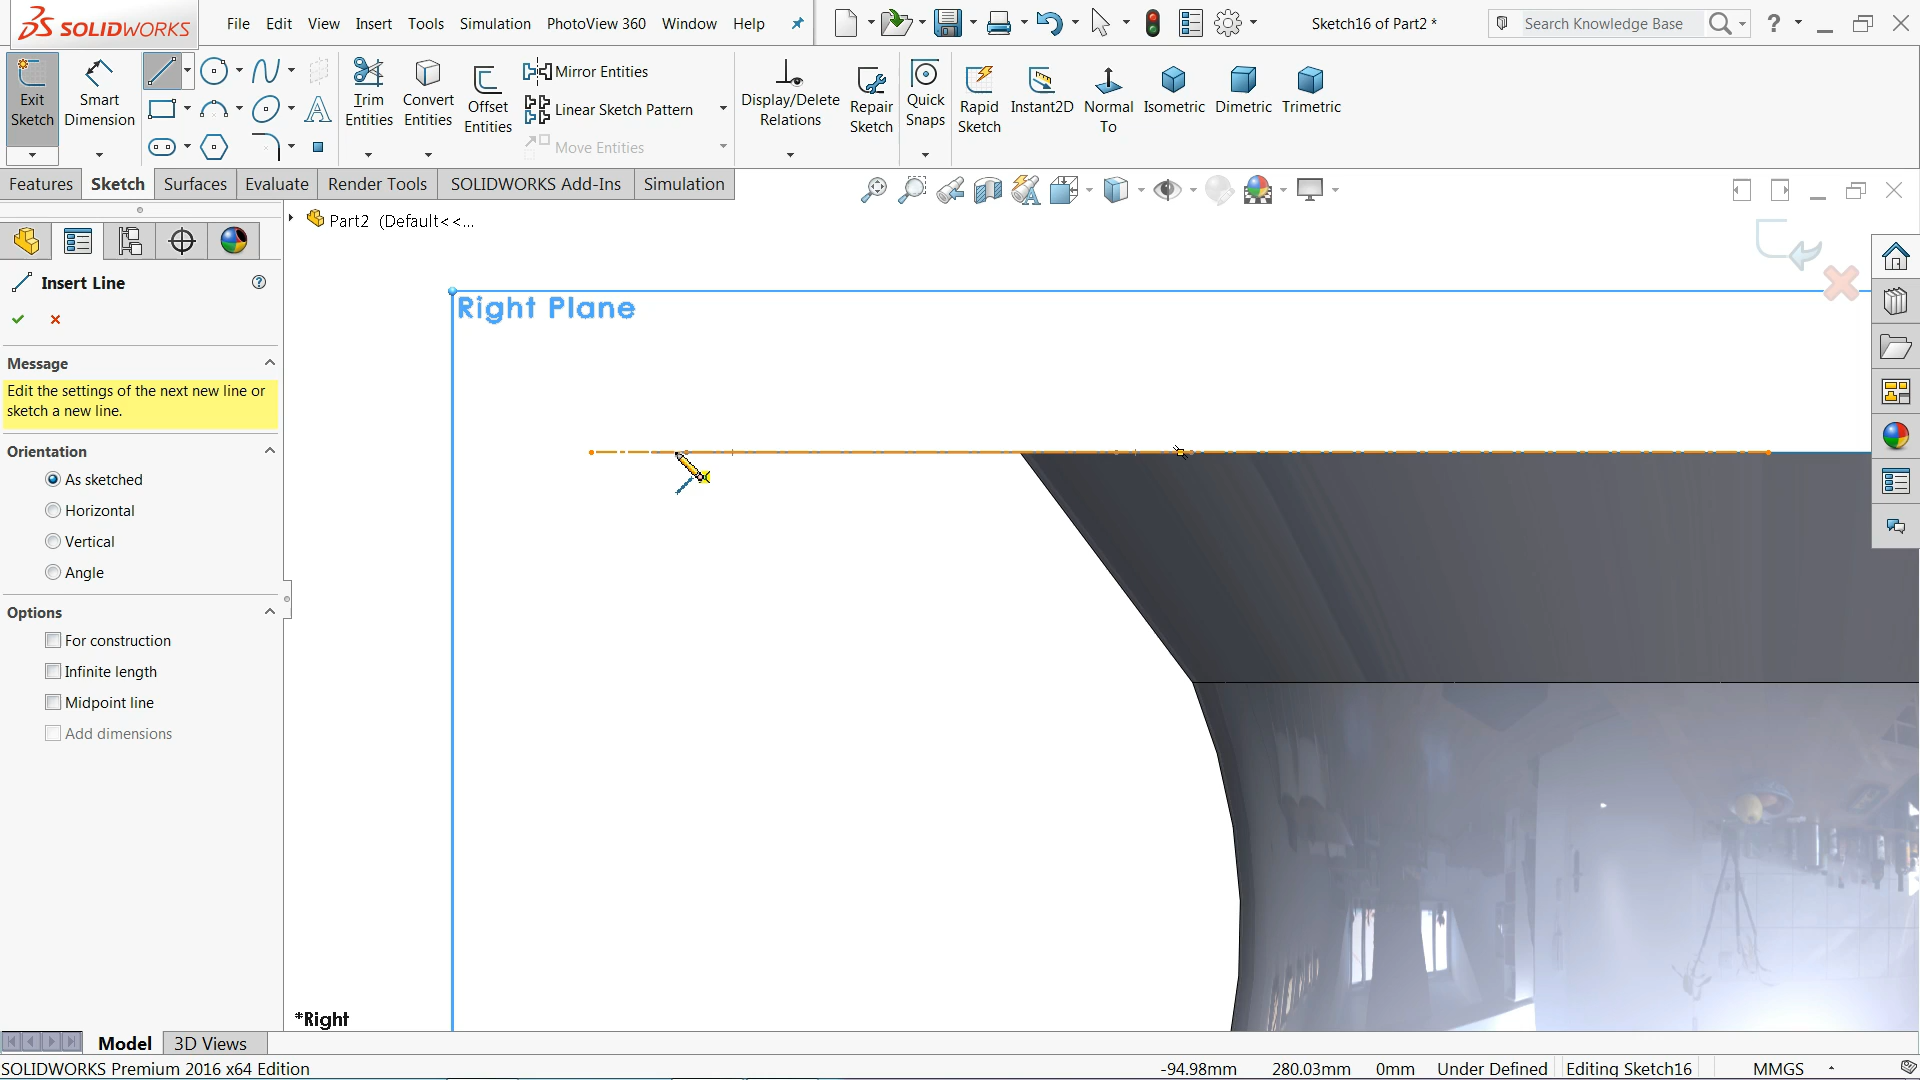 SOLIDWORKS
File Edit View Insert Tools Simulation PhotoView 360 Window Help
Sketch16 of Part2 *
Search Knowledge Base
?
Exit Sketch
Smart Dimension
Trim Entities
Convert Entities
Offset Entities
Mirror Entities
Linear Sketch Pattern
Move Entities
Display/Delete Relations
Repair Sketch
Quick Snaps
Rapid Sketch
Instant2D
Normal To
Isometric
Dimetric
Trimetric
Features Sketch Surfaces Evaluate Render Tools SOLIDWORKS Add-Ins Simulation
Part2 (Default<<...
Insert Line
?
Message
Edit the settings of the next new line or
sketch a new line.
Orientation
As sketched
Horizontal
Vertical
Angle
Options
For construction
Infinite length
Midpoint line
Add dimensions
Right Plane
*Right
Model 3D Views
SOLIDWORKS Premium 2016 x64 Edition
-94.98mm 280.03mm 0mm Under Defined Editing Sketch16 MMGS